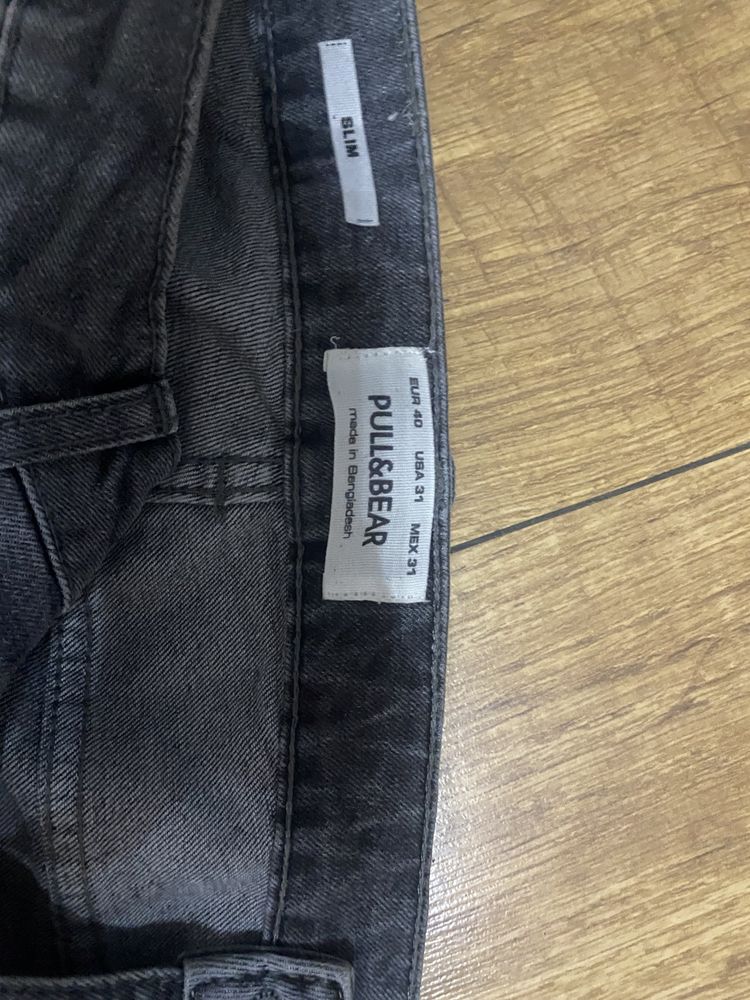 SLIM
EUR 40 USA 31 MEX 31
PULL&BEAR
made in Bangladesh